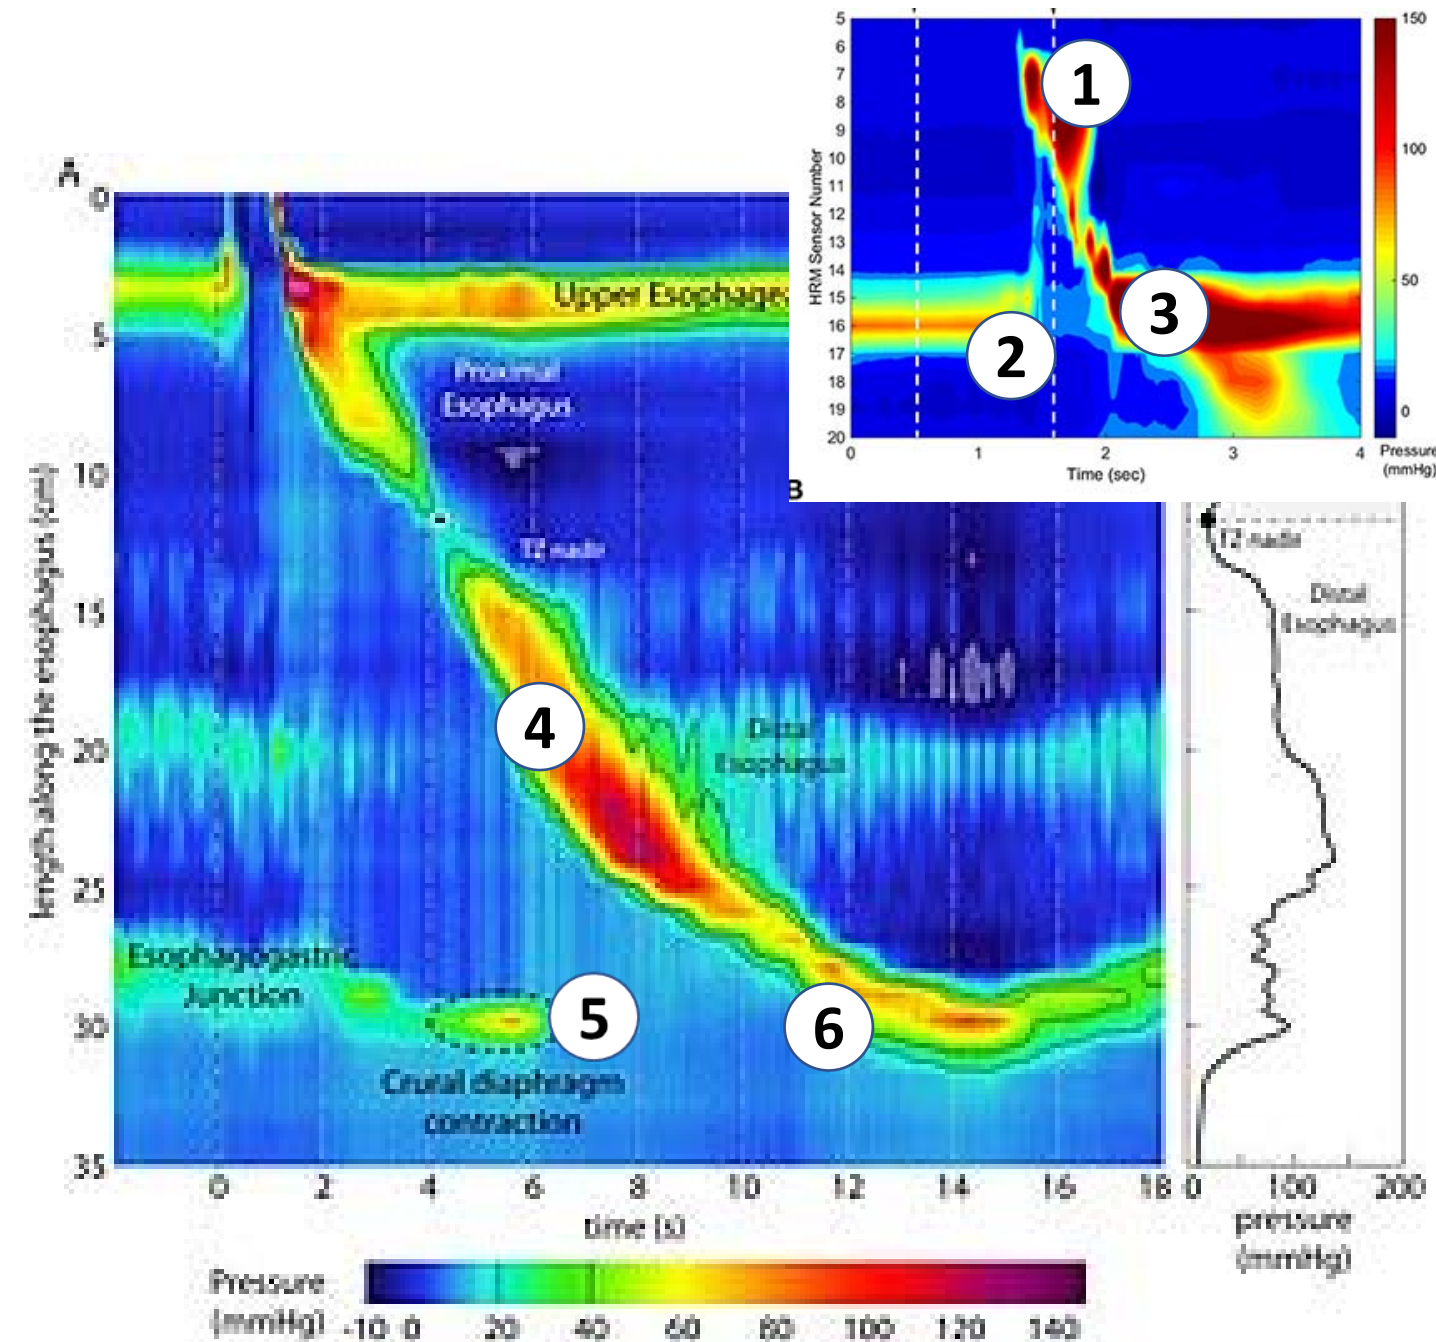 A
0
5
10
15
20
25
30
35
length along the esophagus (cm)
Upper Esophage
Proximal
Esophagus
TZ nadir
Distal
Esophagus
Esophagogastric
Junction
Crural diaphragm
contraction
4
5
6
0 2 4 6 8 10 12 14 16 18
time (s)
Pressure
(mmHg)
-10 0 20 40 60 80 100 120 140
5
6
7
8
9
10
11
12
13
14
15
16
17
18
19
20
HRM Sensor Number
1
2
3
0 1 2 3 4
Time (sec)
150
100
50
0
Pressure
(mmHg)
B
TZ nadir
Distal
Esophagus
0 100 200
pressure
(mmHg)